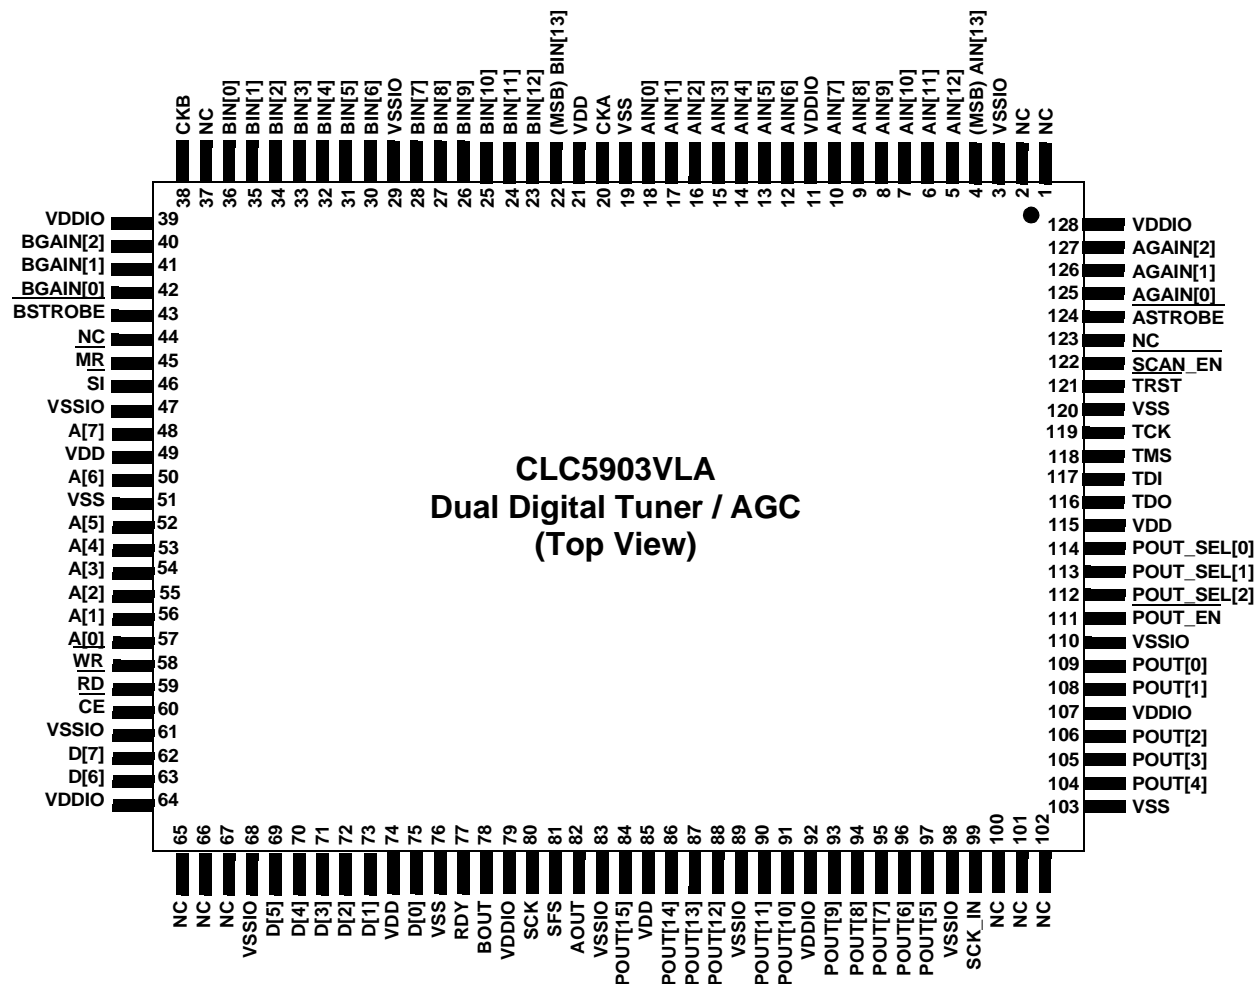 CKB
NC
BIN[0]
BIN[1]
BIN[2]
BIN[3]
BIN[4]
BIN[5]
BIN[6]
VSSIO
BIN[7]
BIN[8]
BIN[9]
BIN[10]
BIN[11]
BIN[12]
(MSB) BIN[13]
VDD
CKA
VSS
AIN[0]
AIN[1]
AIN[2]
AIN[3]
AIN[4]
AIN[5]
AIN[6]
VDDIO
AIN[7]
AIN[8]
AIN[9]
AIN[10]
AIN[11]
AIN[12]
(MSB) AIN[13]
VSSIO
NC
NC
38
37
36
35
34
33
32
31
30
29
28
27
26
25
24
23
22
21
20
19
18
17
16
15
14
13
12
11
10
9
8
7
6
5
4
3
2
1
VDDIO 39
BGAIN[2] 40
BGAIN[1] 41
BGAIN[0] 42
BSTROBE 43
NC 44
MR 45
SI 46
VSSIO 47
A[7] 48
VDD 49
A[6] 50
VSS 51
A[5] 52
A[4] 53
A[3] 54
A[2] 55
A[1] 56
A[0] 57
WR 58
RD 59
CE 60
VSSIO 61
D[7] 62
D[6] 63
VDDIO 64
CLC5903VLA
Dual Digital Tuner / AGC
(Top View)
128 VDDIO
127 AGAIN[2]
126 AGAIN[1]
125 AGAIN[0]
124 ASTROBE
123 NC
122 SCAN_EN
121 TRST
120 VSS
119 TCK
118 TMS
117 TDI
116 TDO
115 VDD
114 POUT_SEL[0]
113 POUT_SEL[1]
112 POUT_SEL[2]
111 POUT_EN
110 VSSIO
109 POUT[0]
108 POUT[1]
107 VDDIO
106 POUT[2]
105 POUT[3]
104 POUT[4]
103 VSS
65
66
67
68
69
70
71
72
73
74
75
76
77
78
79
80
81
82
83
84
85
86
87
88
89
90
91
92
93
94
95
96
97
98
99
100
101
102
NC
NC
NC
VSSIO
D[5]
D[4]
D[3]
D[2]
D[1]
VDD
D[0]
VSS
RDY
BOUT
VDDIO
SCK
SFS
AOUT
VSSIO
POUT[15]
VDD
POUT[14]
POUT[13]
POUT[12]
VSSIO
POUT[11]
POUT[10]
VDDIO
POUT[9]
POUT[8]
POUT[7]
POUT[6]
POUT[5]
VSSIO
SCK_IN
NC
NC
NC